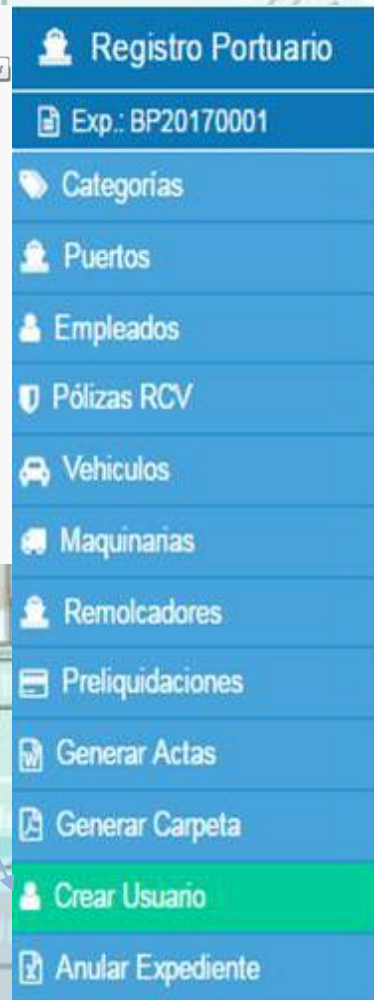 Registro Portuario
Exp.: BP20170001
Categorías
Puertos
Empleados
Pólizas RCV
Vehiculos
Maquinarias
Remolcadores
Preliquidaciones
Generar Actas
Generar Carpeta
Crear Usuario
Anular Expediente